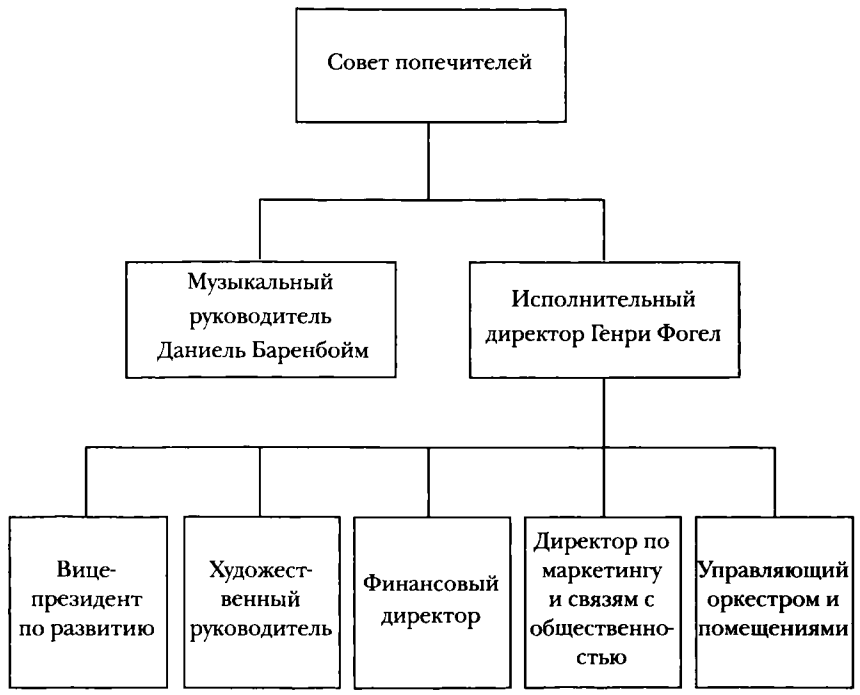 Совет попечителей
Музыкальный
руководитель
Даниель Баренбойм
Исполнительный
директор Генри Фогел
Вице-
президент
по развитию
Художест-
венный
руководитель
Финансовый
директор
Директор по
маркетингу
и связям с
общественно-
стью
Управляющий
оркестром и
помещениями